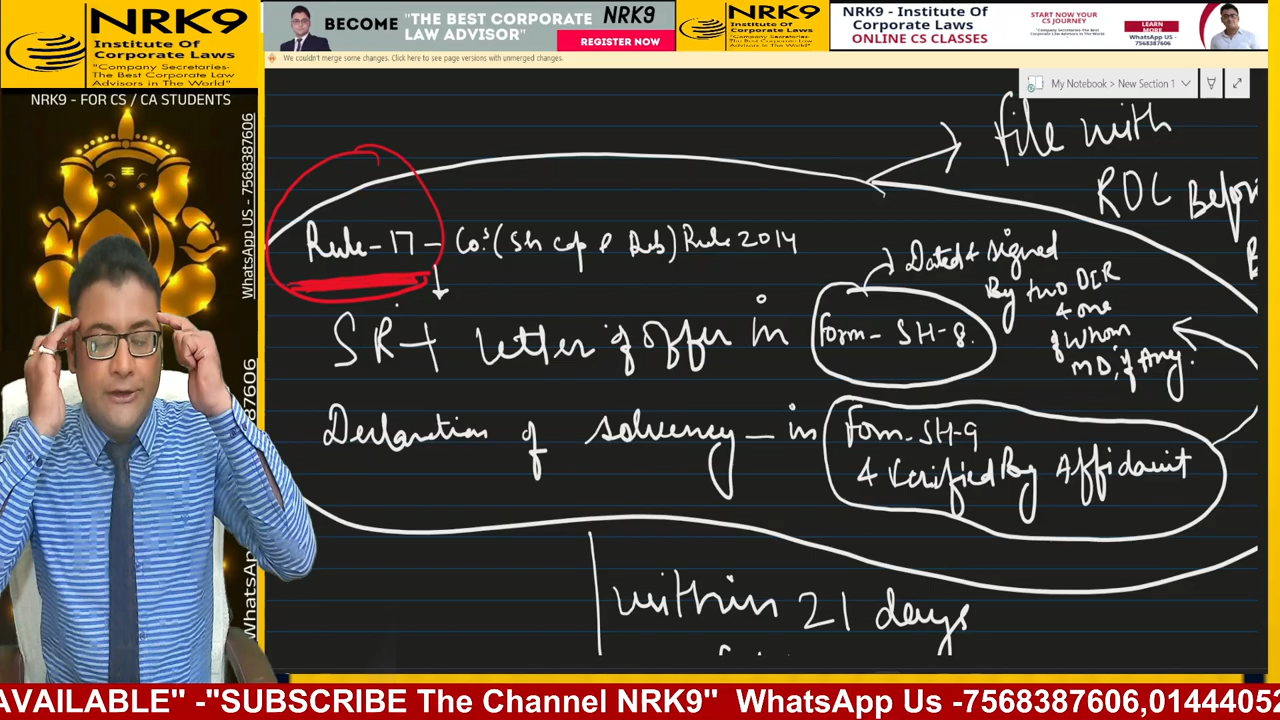 NRK9
Institute Of
Corporate Laws
"Company Secretaries-
The Best Corporate Law
Advisors in The World"
NRK9 - FOR CS / CA STUDENTS
BECOME "THE BEST CORPORATE LAW ADVISOR"
NRK9
REGISTER NOW
NRK9
Institute Of
Corporate Laws
NRK9 - Institute Of
Corporate Laws
ONLINE CS CLASSES
START NOW YOUR
CS JOURNEY
LEARN MORE
WhatsApp US -
7568387606
We couldn't merge some changes. Click here to see page versions with unmerged changes.
My Notebook > New Section 1
WhatsApp US - 7568387606
file with
ROC Before
Rule-17 - Co's (Sh cap & Deb) Rule 2014
Dated & signed
By two DIR
& one
of whom
MD, if Any.
SR + letter of offer in Form- SH-8.
Declaration of solvency - in Form-SH-9
& Verified By Affidavit
within 21 days
AVAILABLE" -"SUBSCRIBE The Channel NRK9" WhatsApp Us -7568387606,01444052